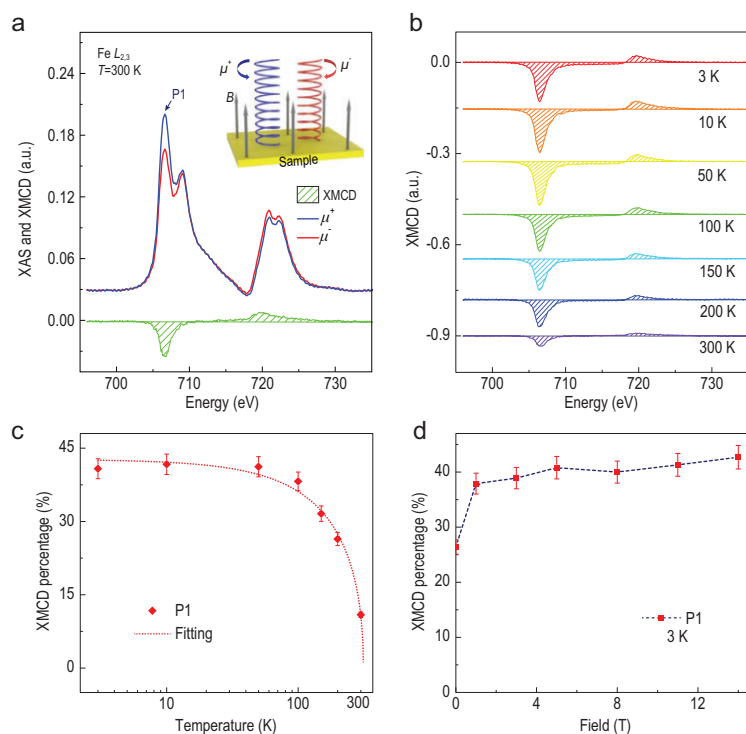 a
Fe L2,3
T=300 K
P1
μ+
μ-
B
Sample
XMCD
μ+
μ-
0.24
0.18
0.12
0.06
0.00
XAS and XMCD (a.u.)
700
710
720
730
Energy (eV)
b
0.0
-0.3
-0.6
-0.9
XMCD (a.u.)
3 K
10 K
50 K
100 K
150 K
200 K
300 K
700
710
720
730
Energy (eV)
c
45
30
15
0
XMCD percentage (%)
P1
Fitting
10
100
300
Temperature (K)
d
50
40
30
20
10
0
XMCD percentage (%)
P1
3 K
0
4
8
12
Field (T)